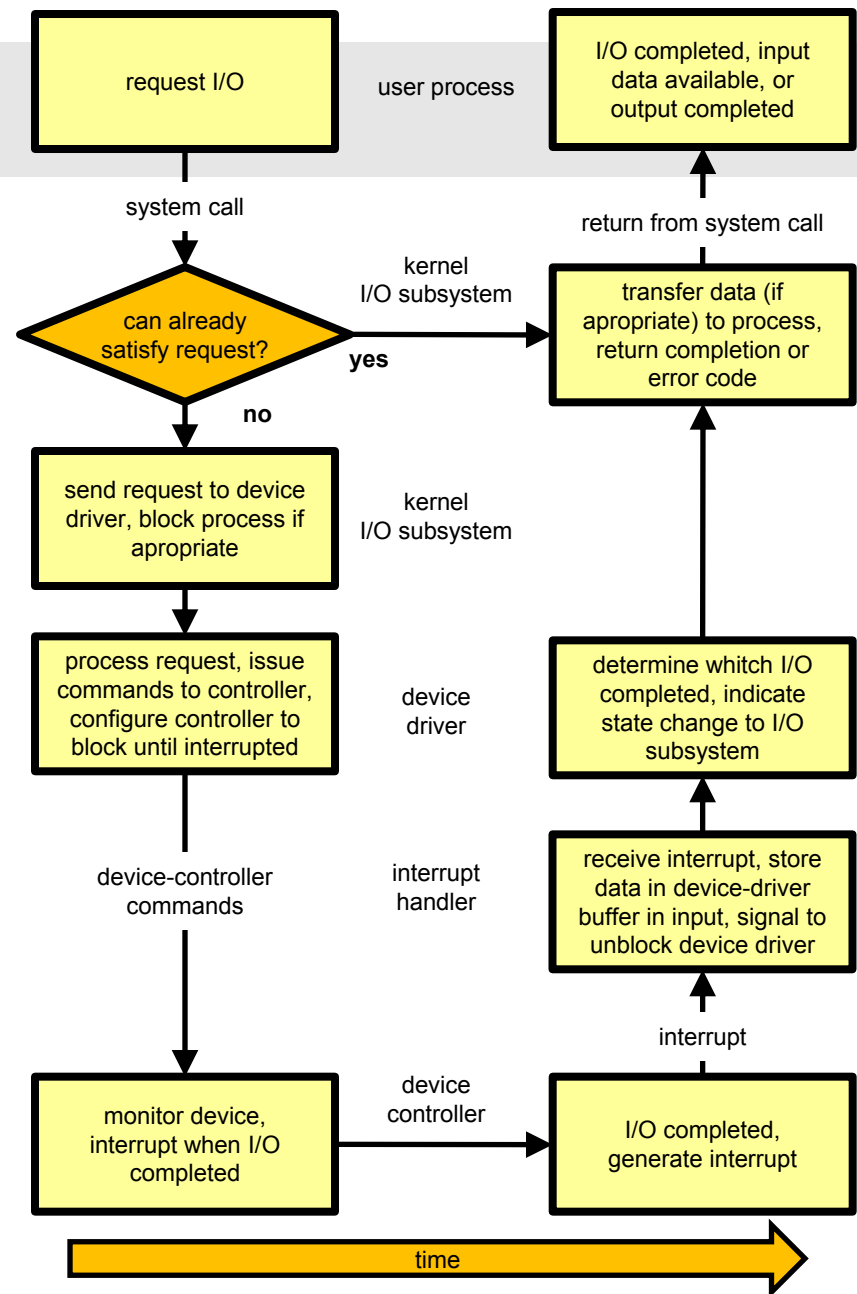 request I/O
user process
I/O completed, input
data available, or
output completed
system call
return from system call
kernel
I/O subsystem
can already
satisfy request?
yes
transfer data (if
apropriate) to process,
return completion or
error code
no
send request to device
driver, block process if
apropriate
kernel
I/O subsystem
process request, issue
commands to controller,
configure controller to
block until interrupted
device
driver
determine whitch I/O
completed, indicate
state change to I/O
subsystem
device-controller
commands
interrupt
handler
receive interrupt, store
data in device-driver
buffer in input, signal to
unblock device driver
interrupt
monitor device,
interrupt when I/O
completed
device
controller
I/O completed,
generate interrupt
time